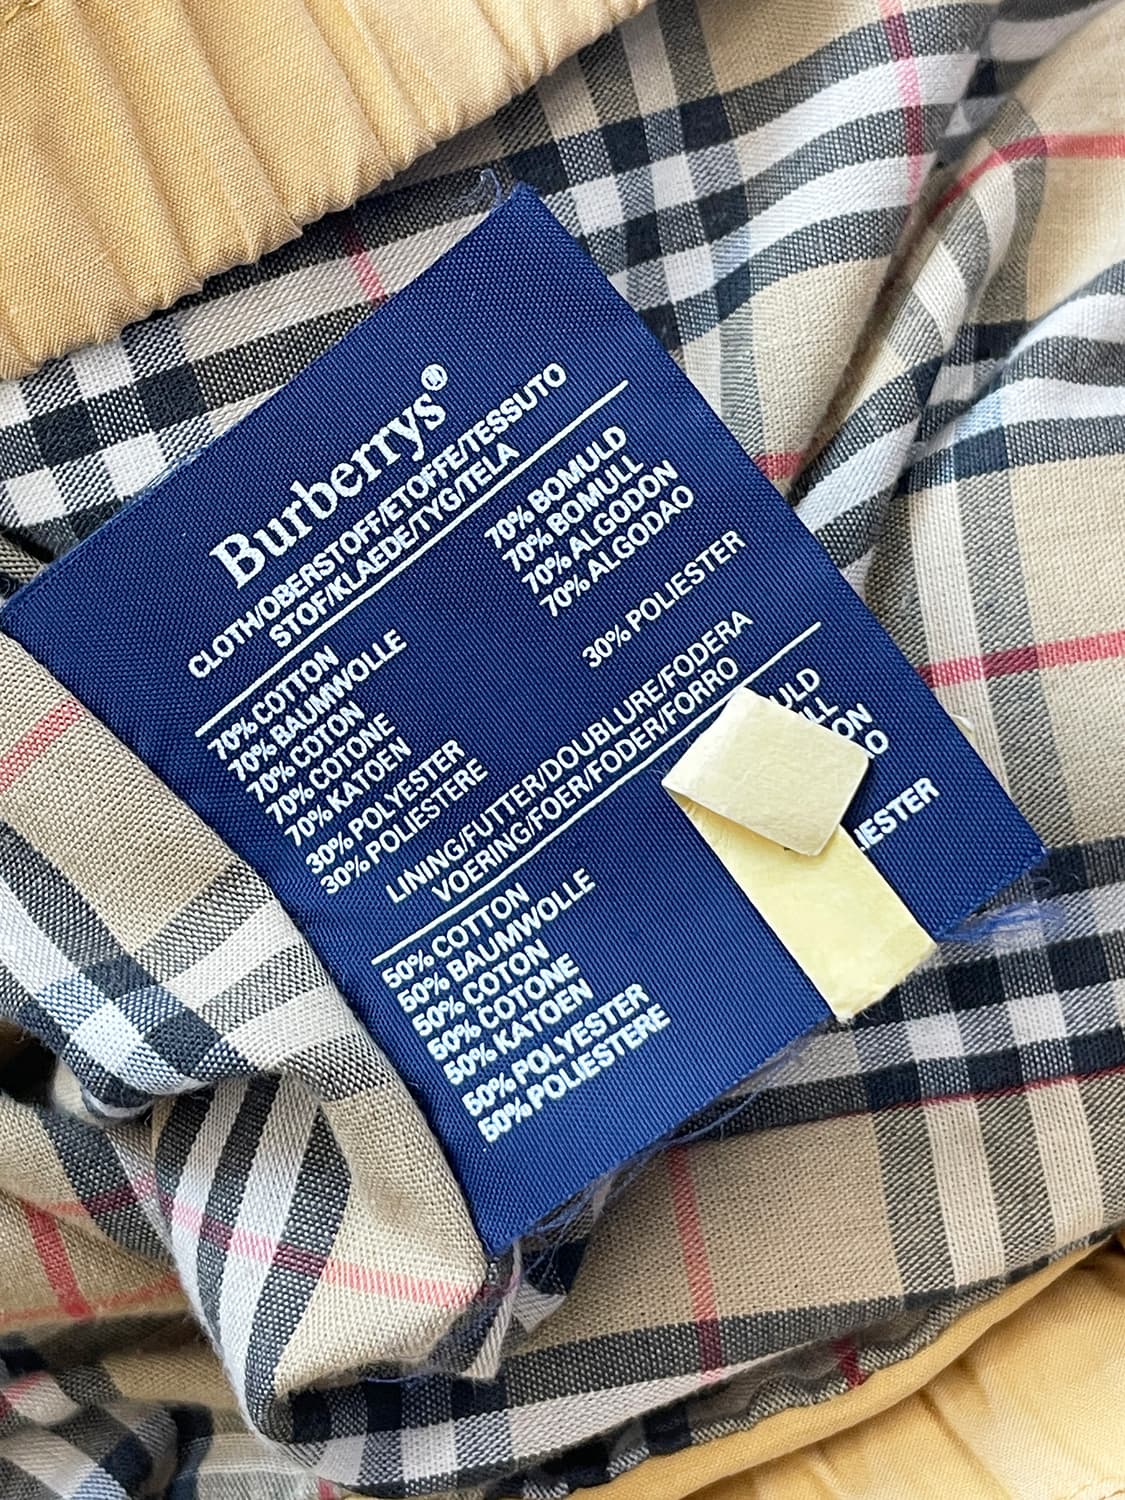 Burberrys®
CLOTH/OBERSTOFF/ETOFFE/TESSUTO
STOF/KLAEDE/TYG/TELA
70% COTTON
70% BAUMWOLLE
70% COTON
70% COTONE
70% KATOEN
30% POLYESTER
30% POLIESTERE
70% BOMULD
70% BOMULL
70% ALGODON
70% ALGODAO
30% POLIESTER
LINING/FUTTER/DOUBLURE/FODERA
VOERING/FOER/FODER/FORRO
50% COTTON
50% BAUMWOLLE
50% COTON
50% COTONE
50% KATOEN
50% POLYESTER
50% POLIESTERE